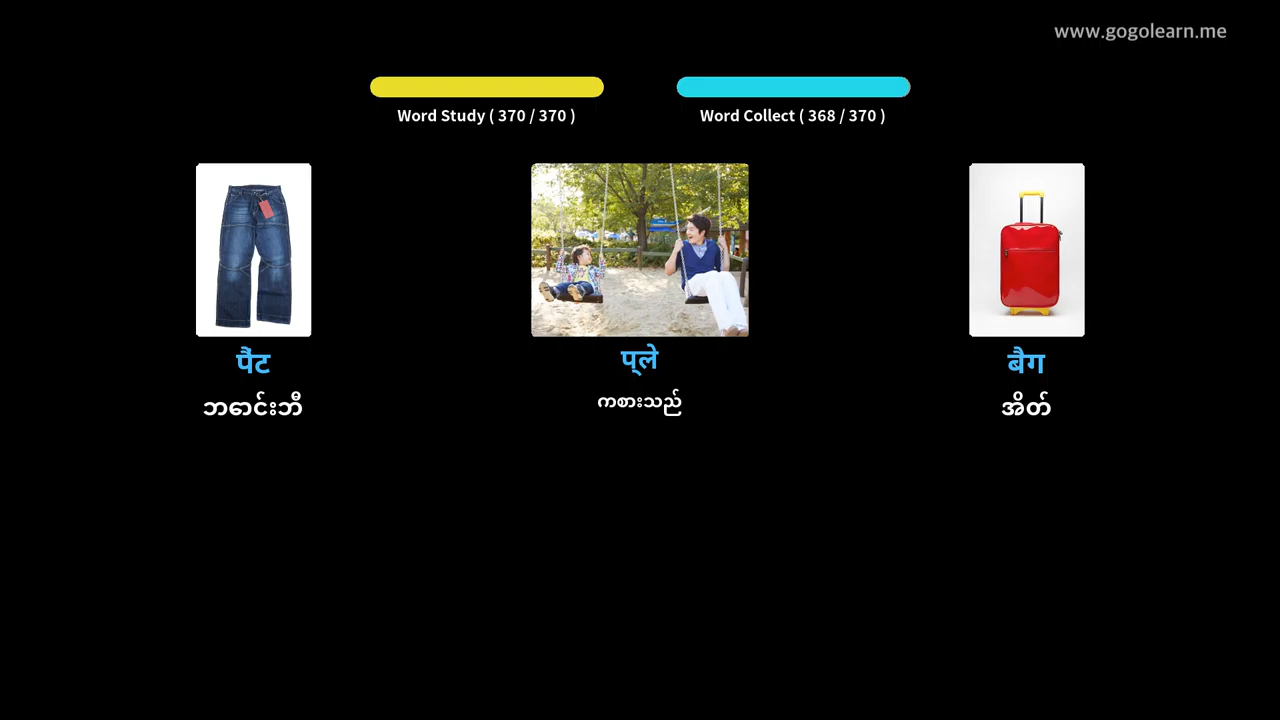 www.gogolearn.me
Word Study ( 370 / 370 )
Word Collect ( 368 / 370 )
पैंट
प्ले
बैग
ဘောင်းဘီ
ကစားသည်
အိတ်